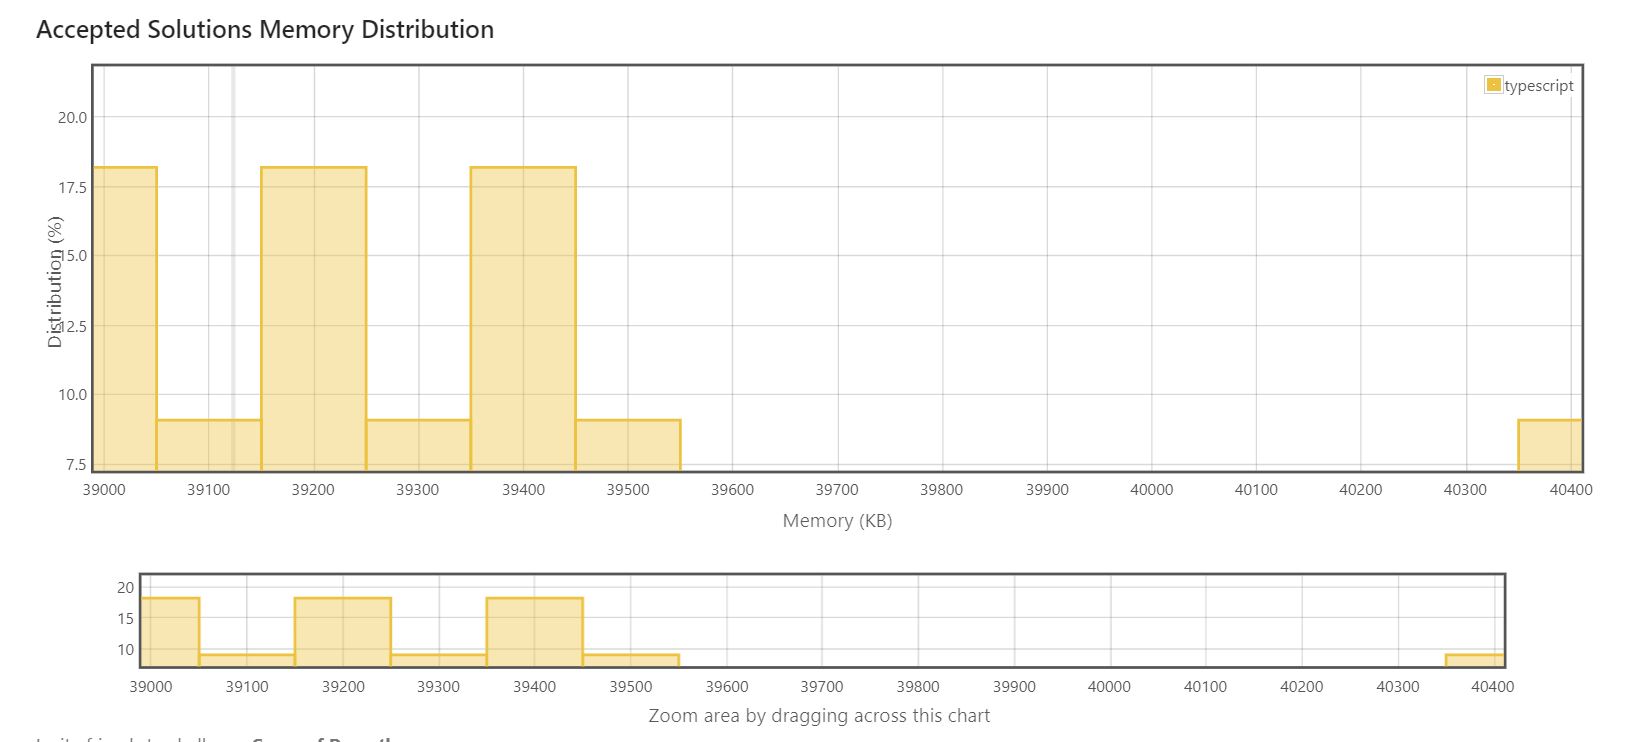 Accepted Solutions Memory Distribution
typescript
Distribution (%)
20.0
17.5
15.0
12.5
10.0
7.5
39000 39100 39200 39300 39400 39500 39600 39700 39800 39900 40000 40100 40200 40300 40400
Memory (KB)
20
15
10
39000 39100 39200 39300 39400 39500 39600 39700 39800 39900 40000 40100 40200 40300 40400
Zoom area by dragging across this chart